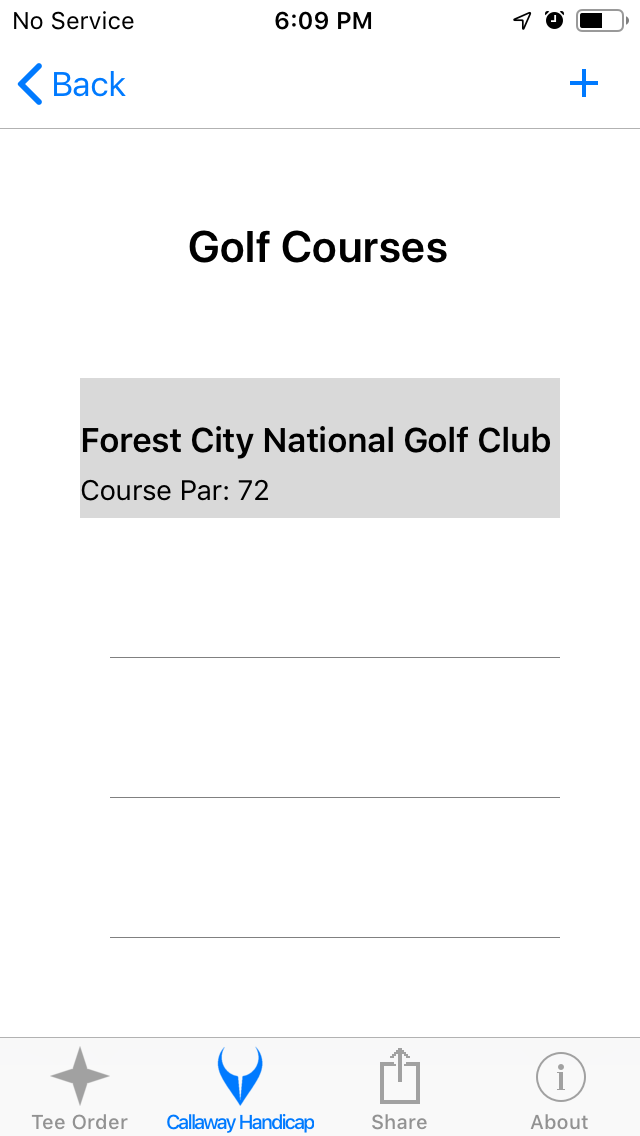 No Service 6:09 PM
Back +
Golf Courses
Forest City National Golf Club
Course Par: 72
Tee Order Callaway Handicap Share About